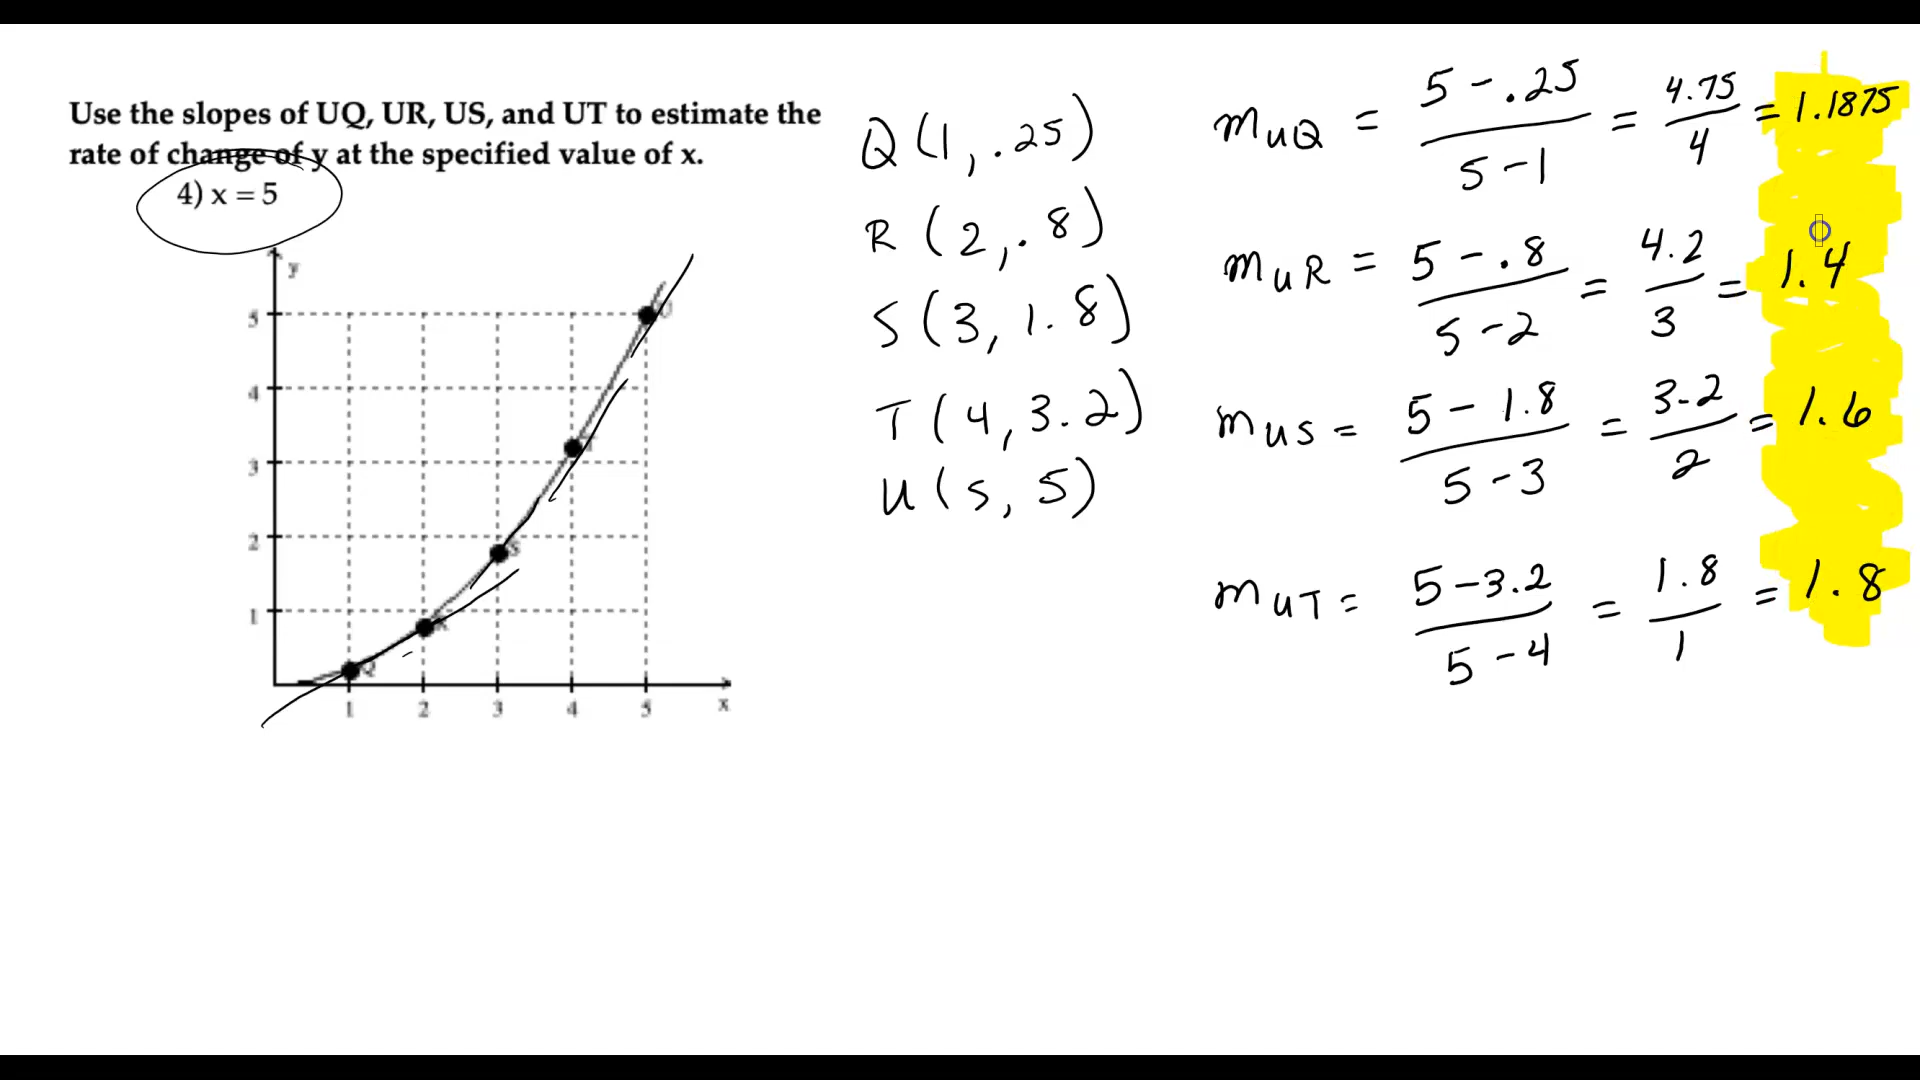 Use the slopes of UQ, UR, US, and UT to estimate the
rate of change of y at the specified value of x.
4) x = 5
y
5
4
3
2
1
U
T
S
R
Q
1 2 3 4 5 x
Q (1, .25)
R (2, .8)
S (3, 1.8)
T (4, 3.2)
U (5, 5)
mUQ = 5 - .25 / 5 - 1 = 4.75 / 4 = 1.1875
mUR = 5 - .8 / 5 - 2 = 4.2 / 3 = 1.4
mUS = 5 - 1.8 / 5 - 3 = 3.2 / 2 = 1.6
mUT = 5 - 3.2 / 5 - 4 = 1.8 / 1 = 1.8